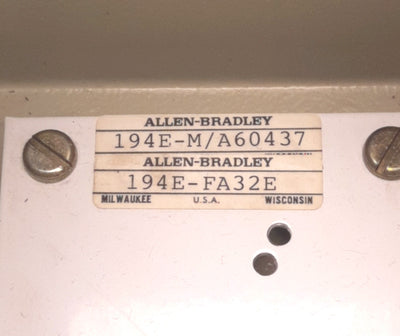 ALLEN-BRADLEY
194E-M/A60437
ALLEN-BRADLEY
194E-FA32E
MILWAUKEE U.S.A. WISCONSIN